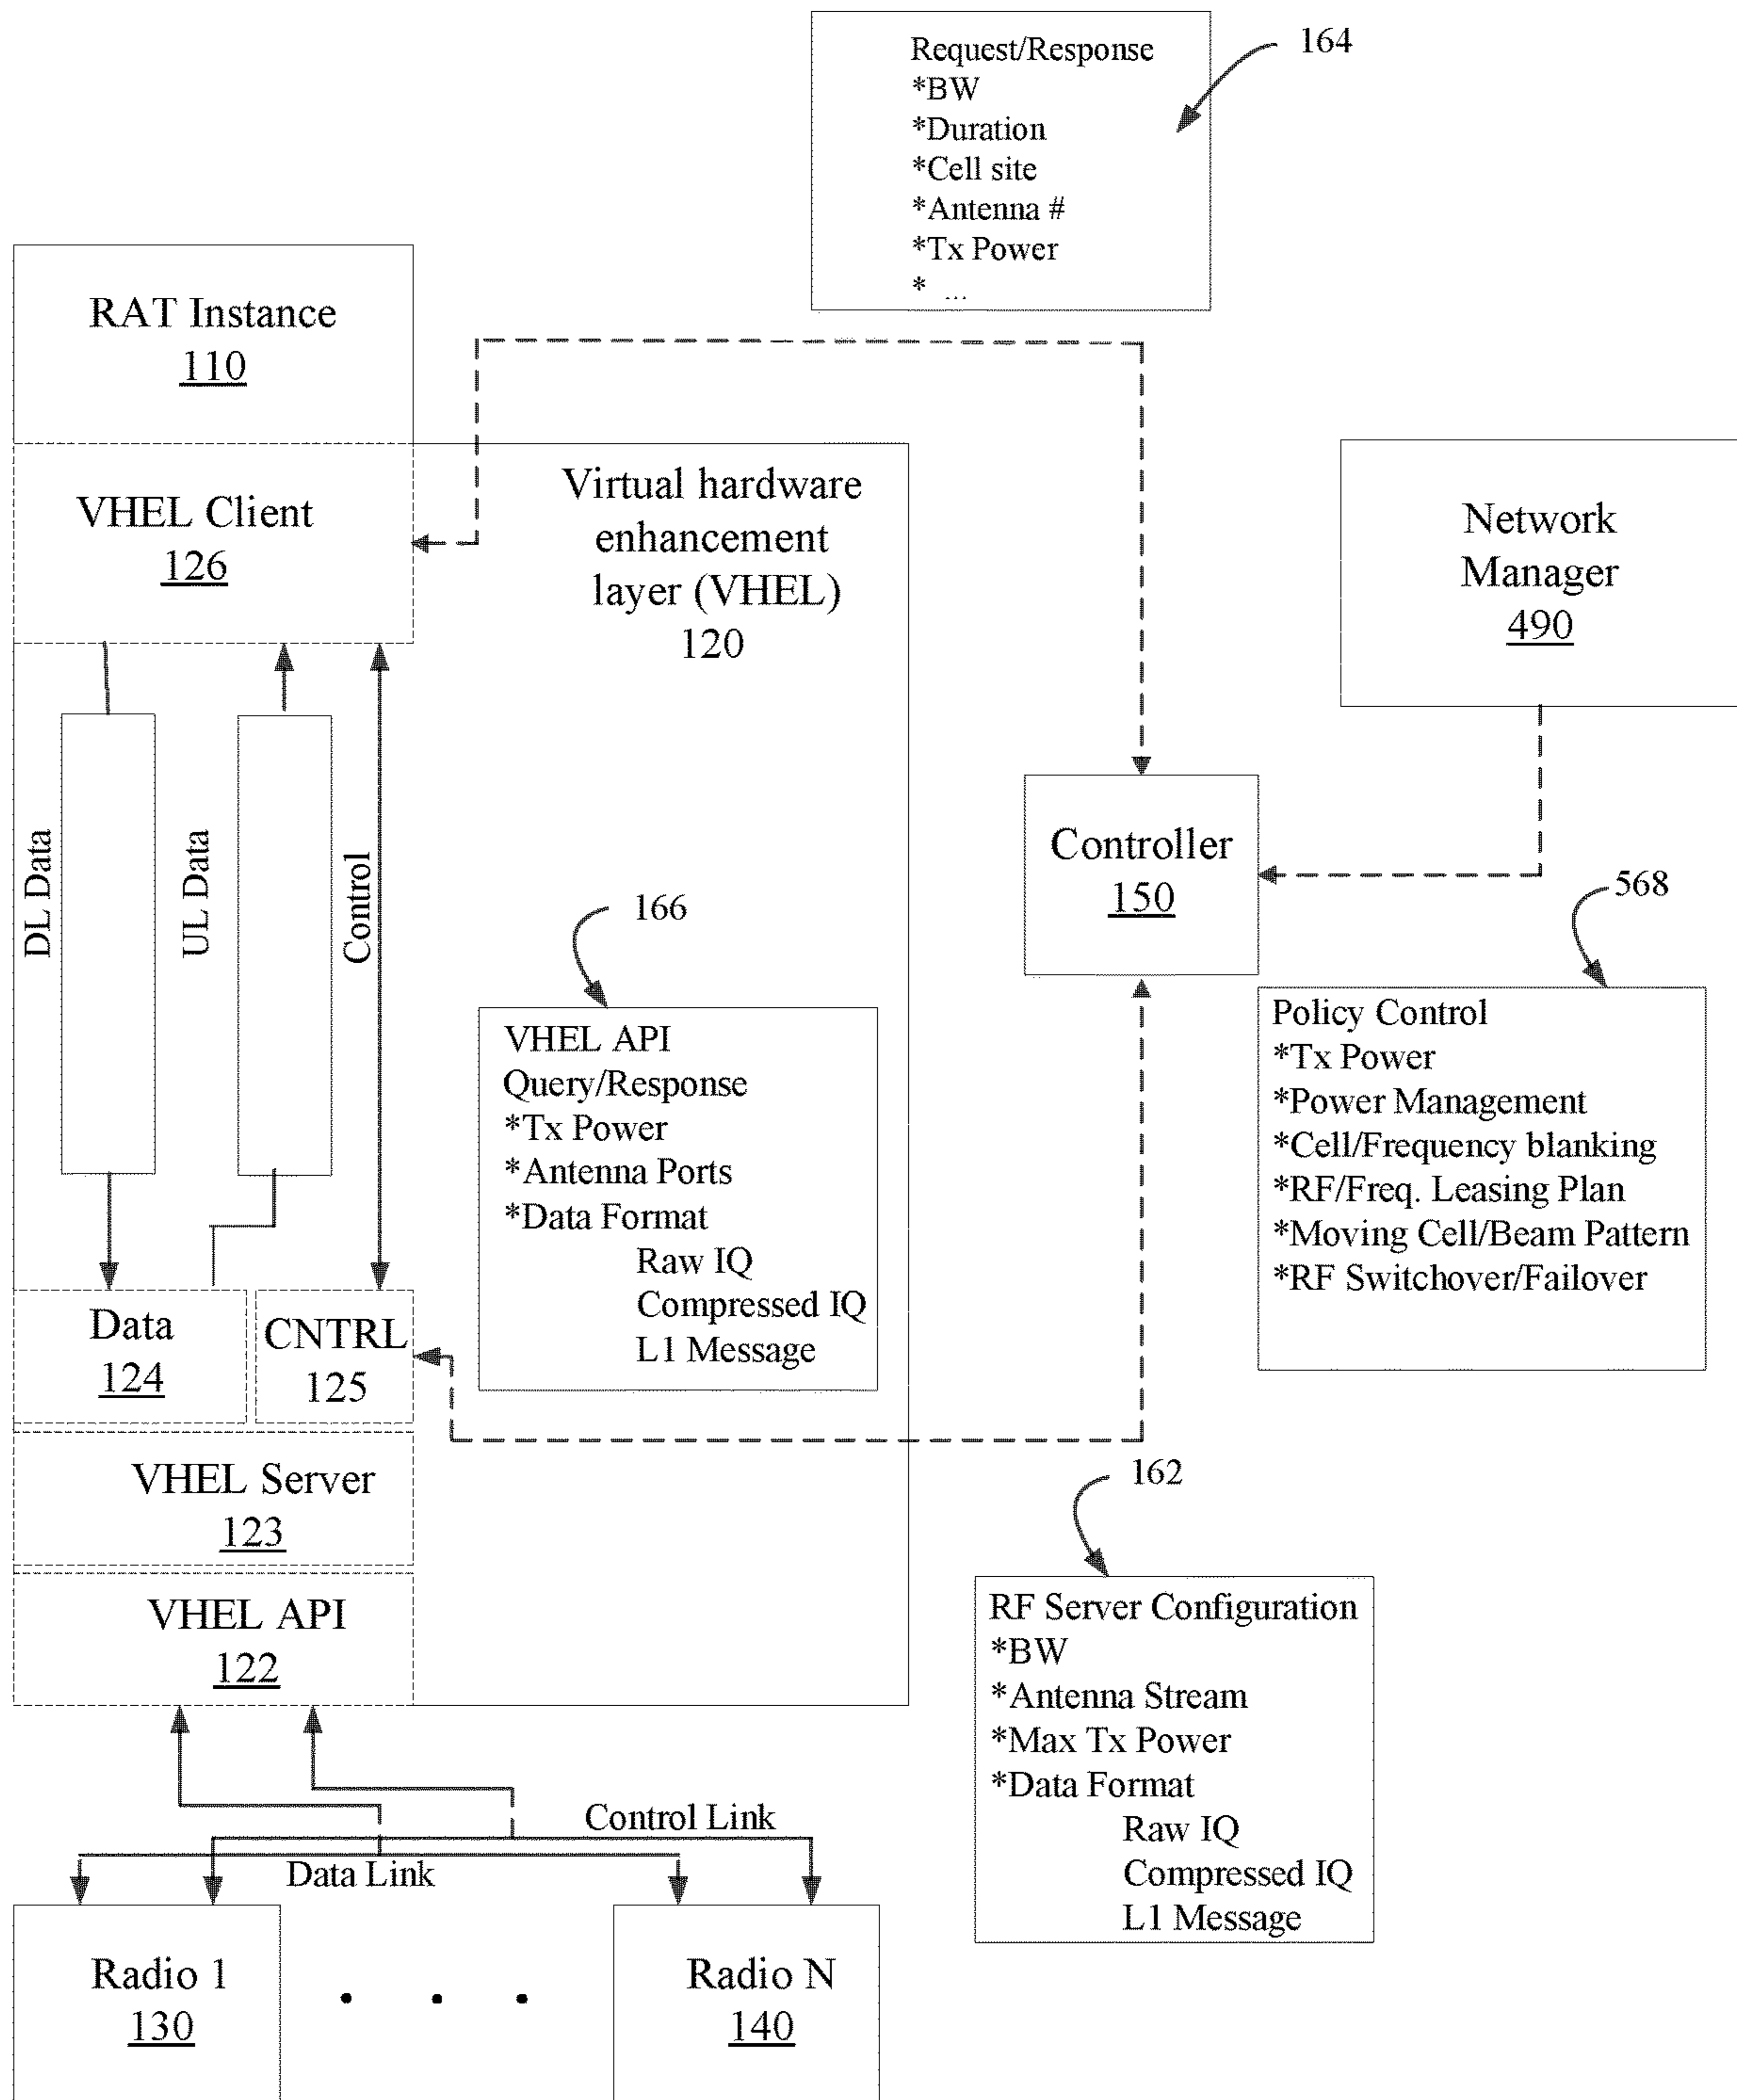 Request/Response
*BW
*Duration
*Cell site
*Antenna #
*Tx Power
* ...
164
RAT Instance
110
VHEL Client
126
Virtual hardware
enhancement
layer (VHEL)
120
Network
Manager
490
DL Data
UL Data
Control
Controller
150
166
VHEL API
Query/Response
*Tx Power
*Antenna Ports
*Data Format
Raw IQ
Compressed IQ
L1 Message
568
Policy Control
*Tx Power
*Power Management
*Cell/Frequency blanking
*RF/Freq. Leasing Plan
*Moving Cell/Beam Pattern
*RF Switchover/Failover
Data
124
CNTRL
125
VHEL Server
123
VHEL API
122
162
RF Server Configuration
*BW
*Antenna Stream
*Max Tx Power
*Data Format
Raw IQ
Compressed IQ
L1 Message
Control Link
Data Link
Radio 1
130
. . .
Radio N
140